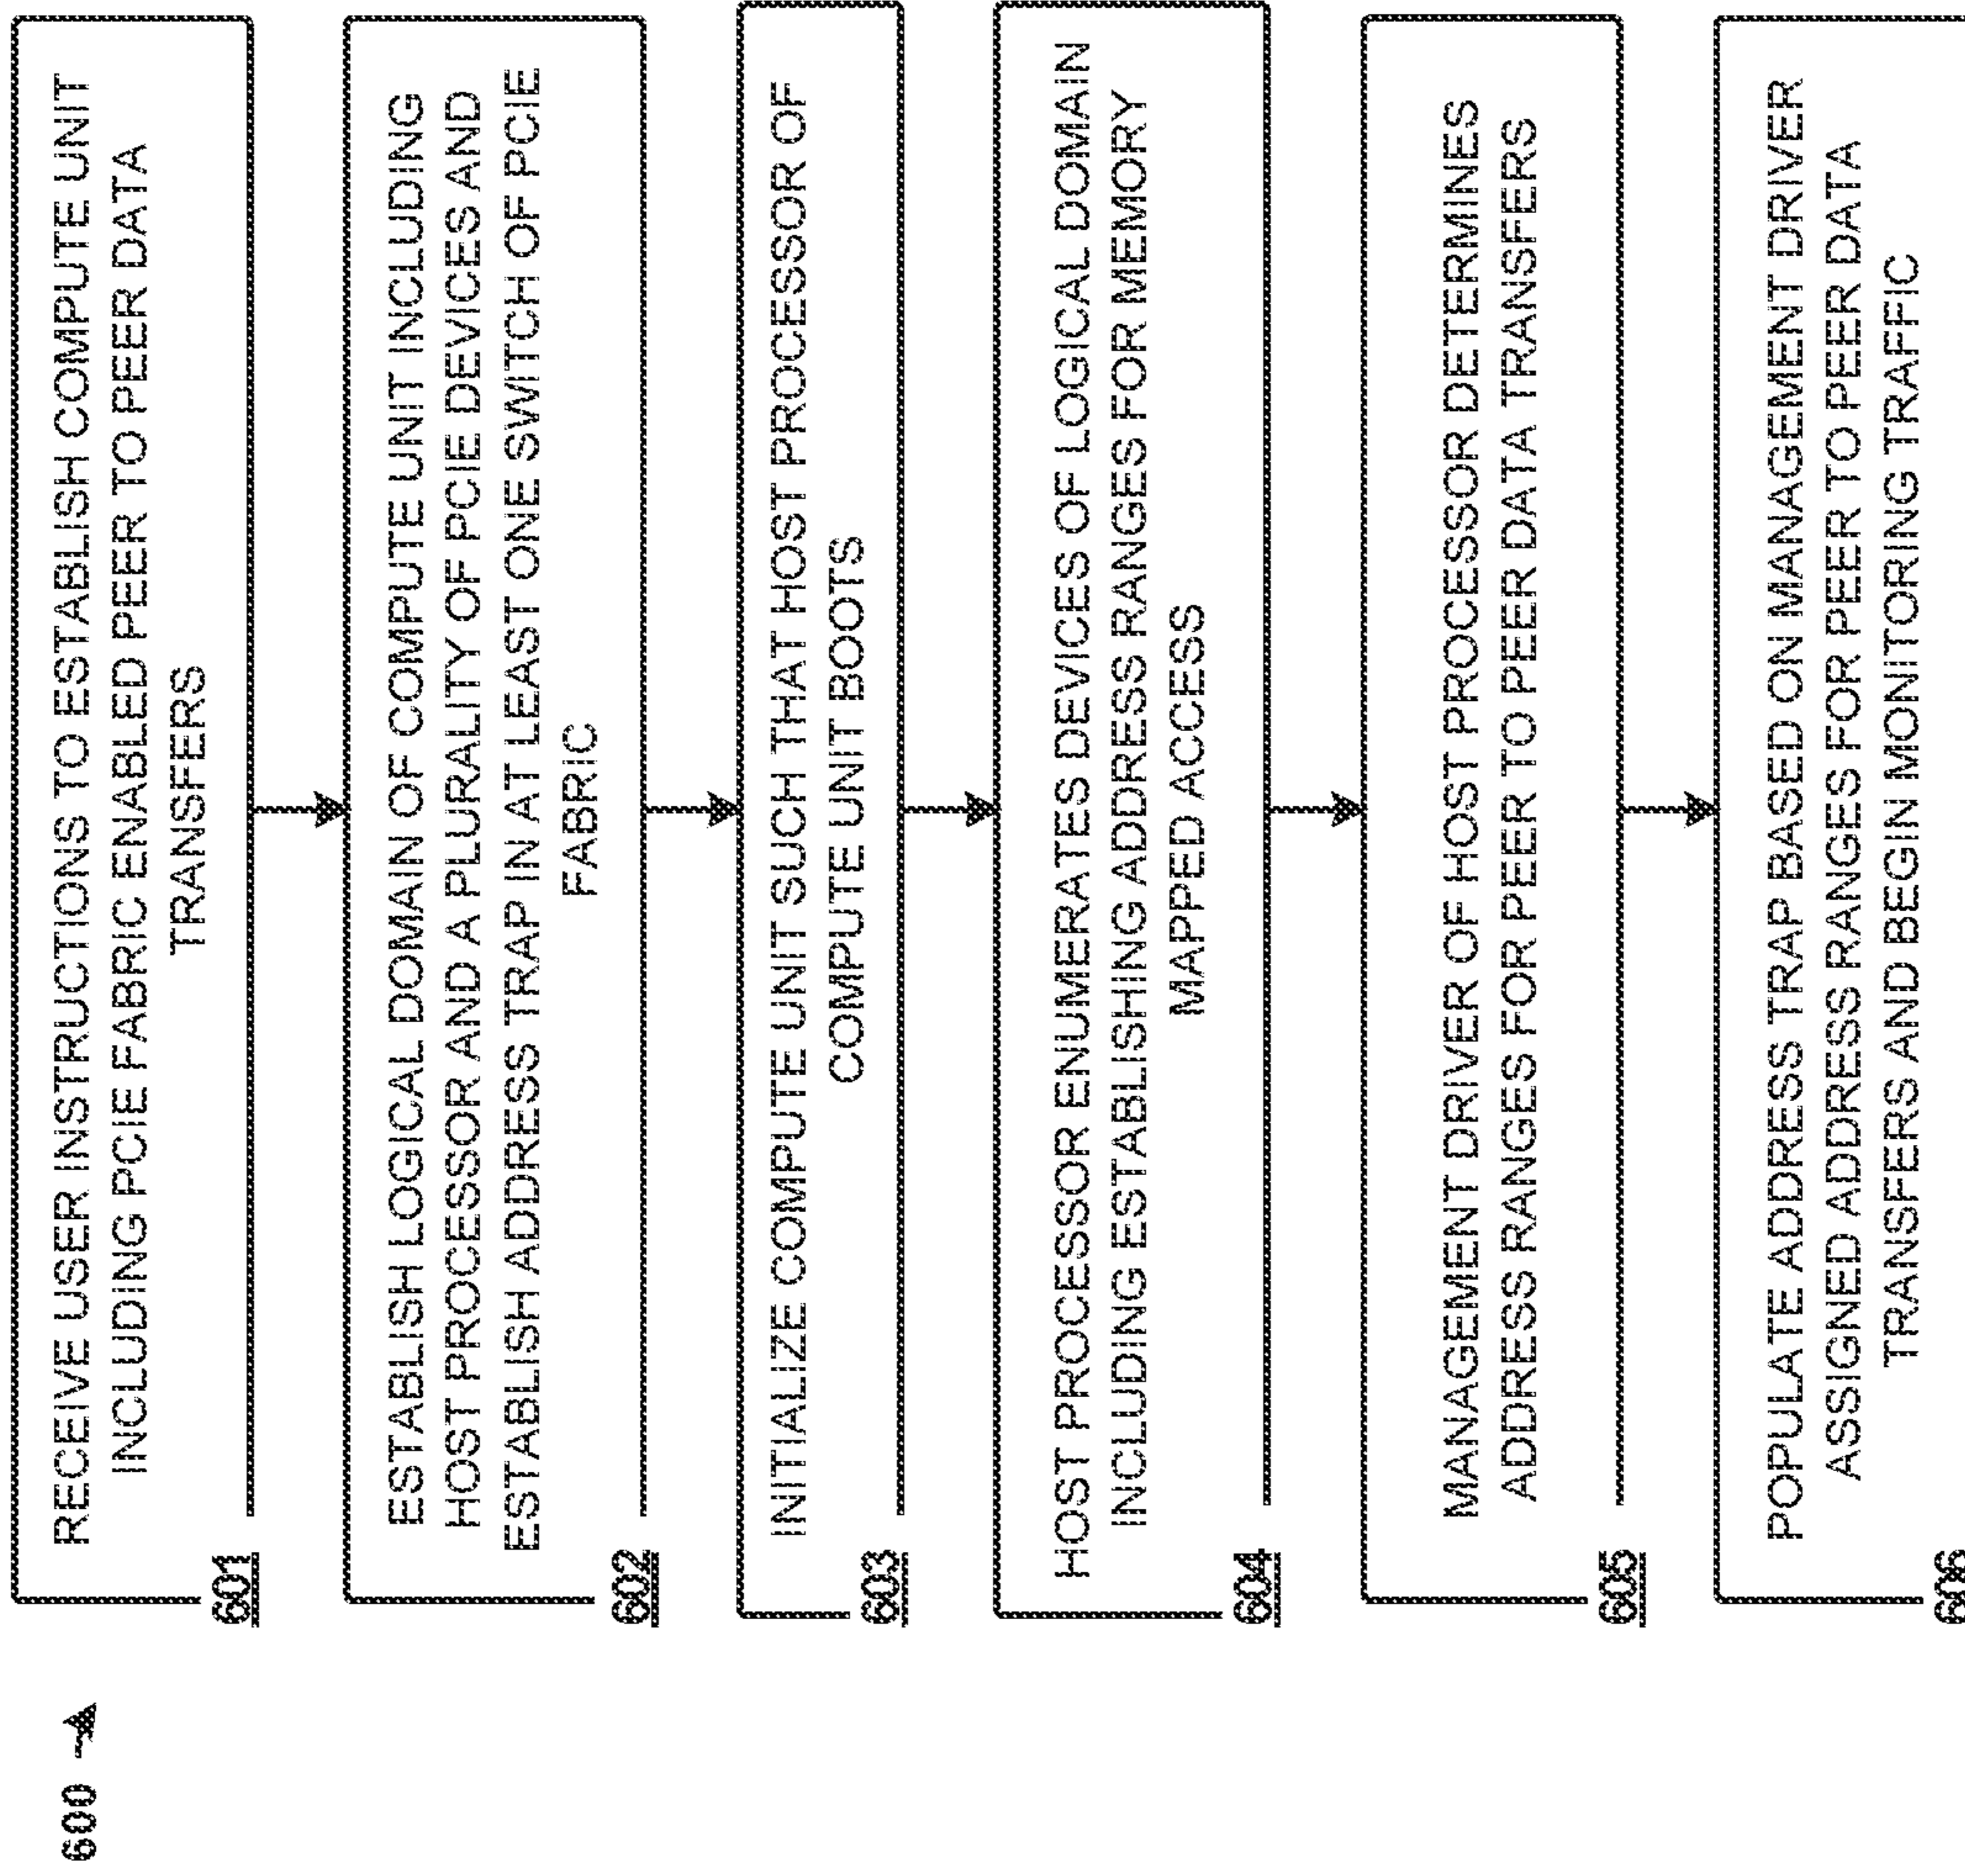 600
RECEIVE USER INSTRUCTIONS TO ESTABLISH COMPUTE UNIT
INCLUDING PCIE FABRIC ENABLED PEER TO PEER DATA
TRANSFERS
601
ESTABLISH LOGICAL DOMAIN OF COMPUTE UNIT INCLUDING
HOST PROCESSOR AND A PLURALITY OF PCIE DEVICES AND
ESTABLISH ADDRESS TRAP IN AT LEAST ONE SWITCH OF PCIE
FABRIC
602
INITIALIZE COMPUTE UNIT SUCH THAT HOST PROCESSOR OF
COMPUTE UNIT BOOTS
603
HOST PROCESSOR ENUMERATES DEVICES OF LOGICAL DOMAIN
INCLUDING ESTABLISHING ADDRESS RANGES FOR MEMORY
MAPPED ACCESS
604
MANAGEMENT DRIVER OF HOST PROCESSOR DETERMINES
ADDRESS RANGES FOR PEER TO PEER DATA TRANSFERS
605
POPULATE ADDRESS TRAP BASED ON MANAGEMENT DRIVER
ASSIGNED ADDRESS RANGES FOR PEER TO PEER DATA
TRANSFERS AND BEGIN MONITORING TRAFFIC
606